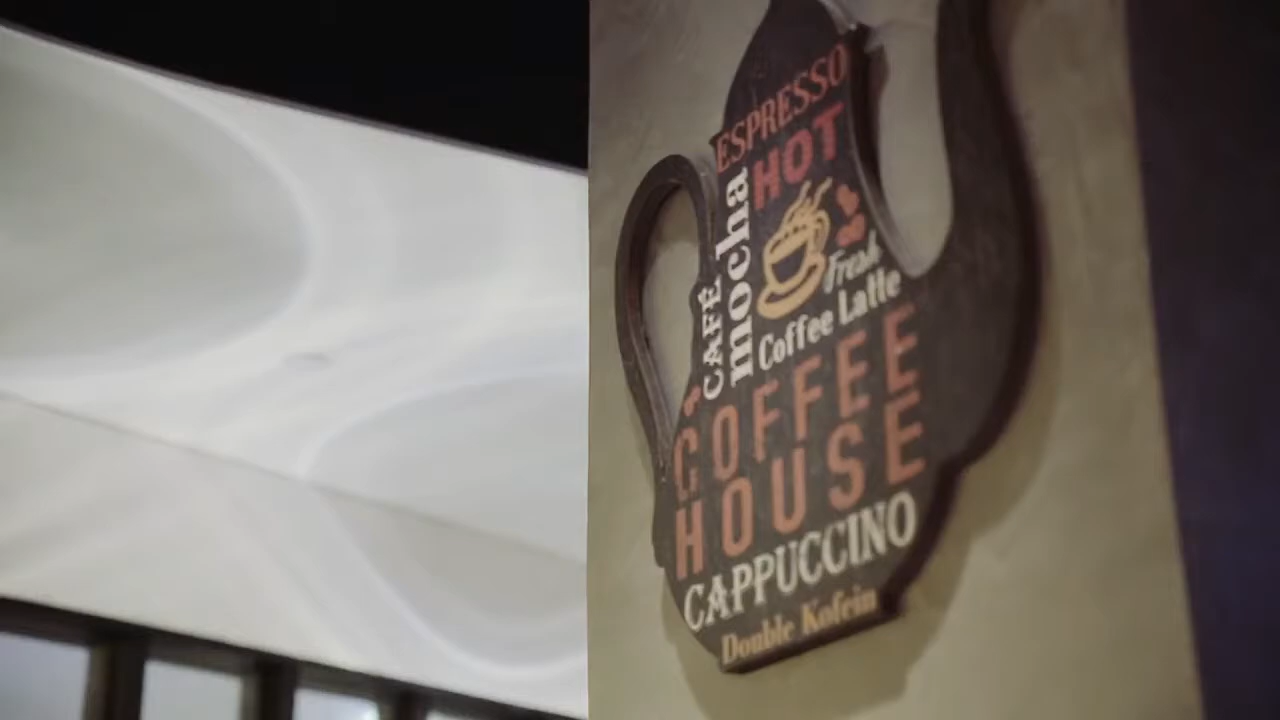 ESPRESSO
HOT
mocha
CAFÉ
Fresh
Coffee Latte
COFFEE
HOUSE
CAPPUCCINO
Double Kofein